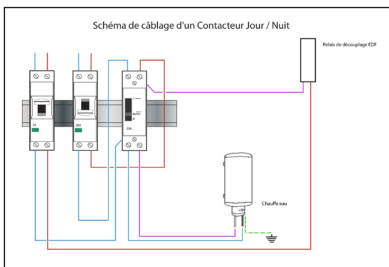 Schéma de câblage d'un Contacteur Jour / Nuit
Relais de découplage EDF
Chauffe eau